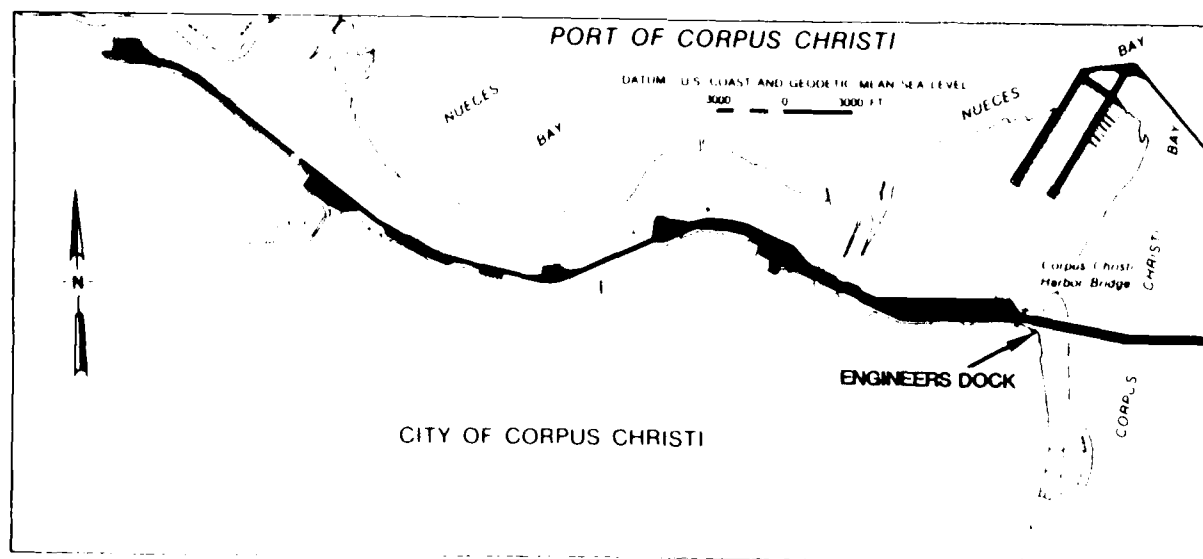 PORT OF CORPUS CHRISTI
DATUM U.S. COAST AND GEODETIC MEAN SEA LEVEL
3000 0 3000 FT
NUECES
BAY
NUECES
BAY
BAY
Corpus Christi
Harbor Bridge
CHRISTI
N
ENGINEERS DOCK
CORPUS
CITY OF CORPUS CHRISTI